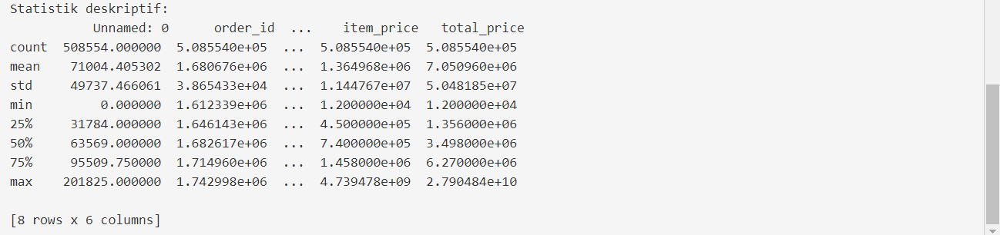 Statistik deskriptif:
Unnamed: 0 order_id ... item_price total_price
count 508554.000000 5.085540e+05 ... 5.085540e+05 5.085540e+05
mean 71004.405302 1.680676e+06 ... 1.364968e+06 7.050960e+06
std 49737.466061 3.865433e+04 ... 1.144767e+07 5.048185e+07
min 0.000000 1.612339e+06 ... 1.200000e+04 1.200000e+04
25% 31784.000000 1.646143e+06 ... 4.500000e+05 1.356000e+06
50% 63569.000000 1.682617e+06 ... 7.400000e+05 3.498000e+06
75% 95509.750000 1.714960e+06 ... 1.458000e+06 6.270000e+06
max 201825.000000 1.742998e+06 ... 4.739478e+09 2.790484e+10
[8 rows x 6 columns]